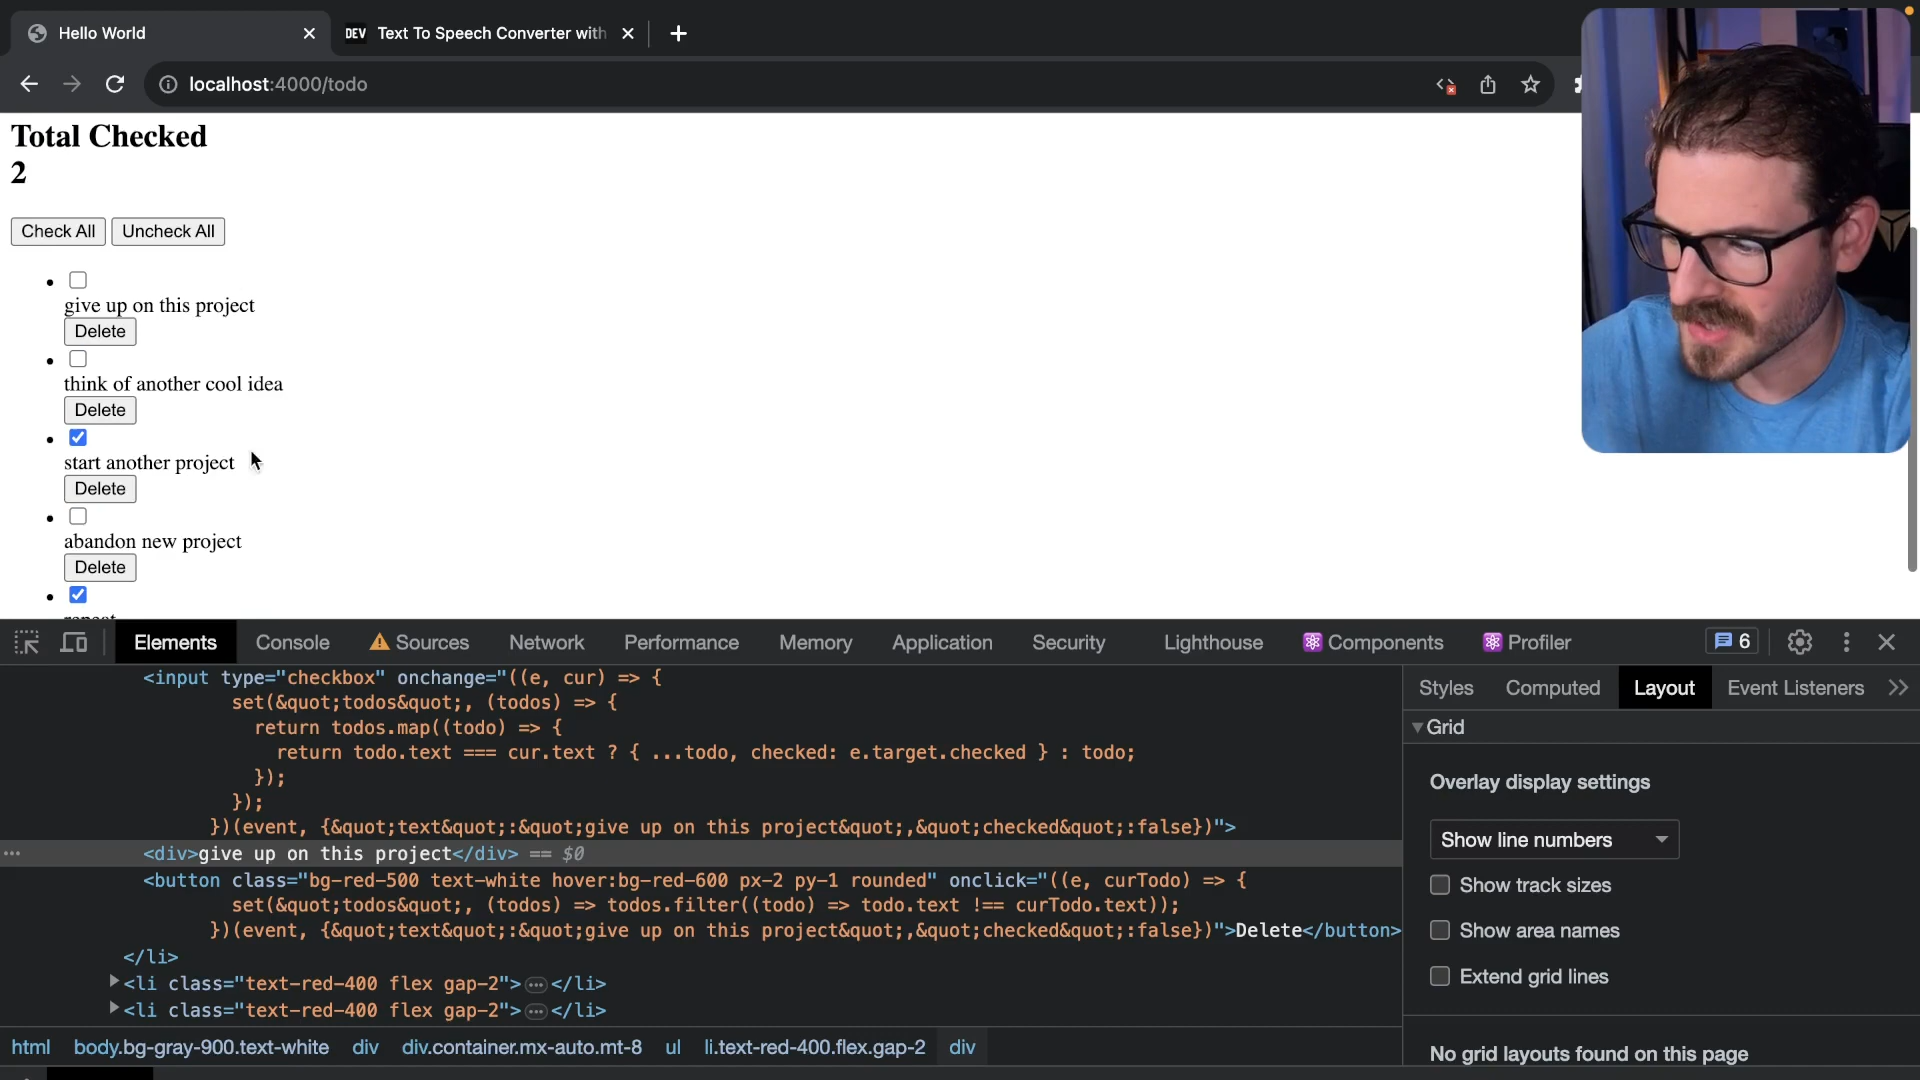 Hello World
DEV Text To Speech Converter with
localhost:4000/todo
Total Checked
2
Check All Uncheck All
give up on this project
Delete
think of another cool idea
Delete
start another project
Delete
abandon new project
Delete
Elements Console Sources Network Performance Memory Application Security Lighthouse Components Profiler 6
<input type="checkbox" onchange="((e, cur) => {
set(&quot;todos&quot;, (todos) => {
return todos.map((todo) => {
return todo.text === cur.text ? { ...todo, checked: e.target.checked } : todo;
});
});
})(event, {&quot;text&quot;:&quot;give up on this project&quot;,&quot;checked&quot;:false})">
<div>give up on this project</div> == $0
<button class="bg-red-500 text-white hover:bg-red-600 px-2 py-1 rounded" onclick="((e, curTodo) => {
set(&quot;todos&quot;, (todos) => todos.filter((todo) => todo.text !== curTodo.text));
})(event, {&quot;text&quot;:&quot;give up on this project&quot;,&quot;checked&quot;:false})">Delete</button>
</li>
<li class="text-red-400 flex gap-2">…</li>
<li class="text-red-400 flex gap-2">…</li>
html body.bg-gray-900.text-white div div.container.mx-auto.mt-8 ul li.text-red-400.flex.gap-2 div
Styles Computed Layout Event Listeners
Grid
Overlay display settings
Show line numbers
Show track sizes
Show area names
Extend grid lines
No grid layouts found on this page